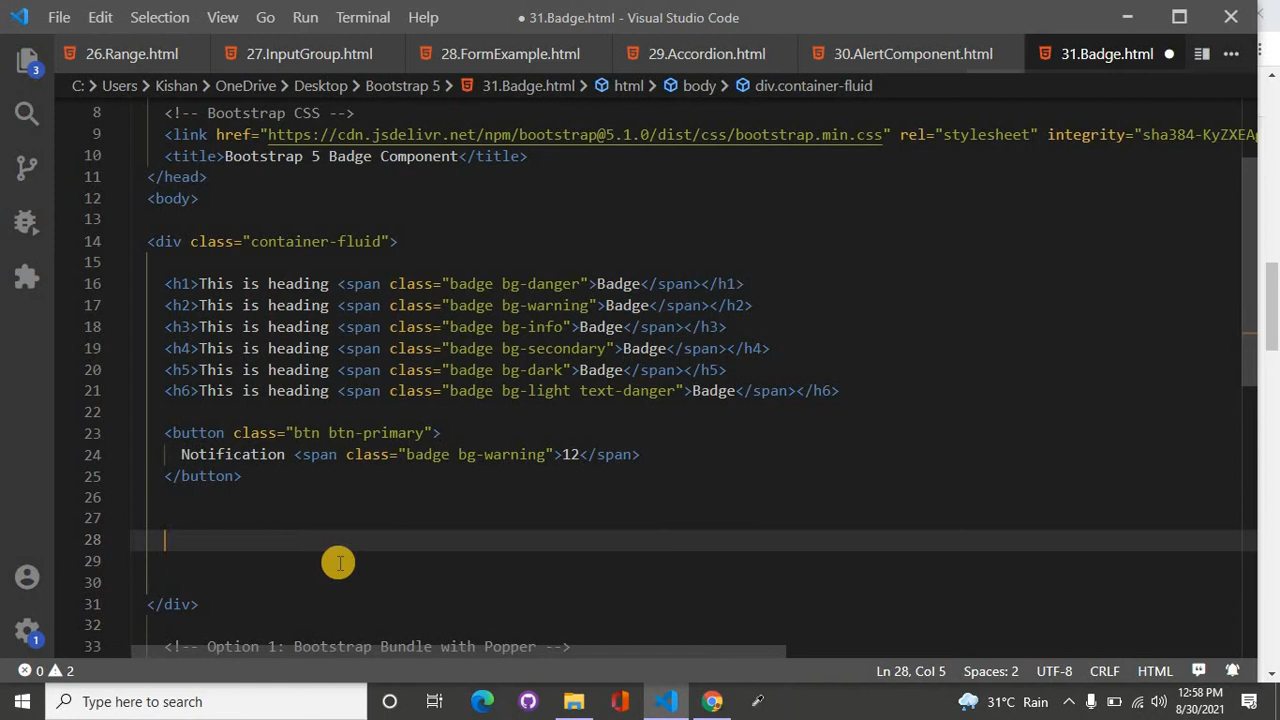 File Edit Selection View Go Run Terminal Help ● 31.Badge.html - Visual Studio Code
26.Range.html 27.InputGroup.html 28.FormExample.html 29.Accordion.html 30.AlertComponent.html 31.Badge.html
C: > Users > Kishan > OneDrive > Desktop > Bootstrap 5 > 31.Badge.html > html > body > div.container-fluid
8 <!-- Bootstrap CSS -->
9 <link href="https://cdn.jsdelivr.net/npm/bootstrap@5.1.0/dist/css/bootstrap.min.css" rel="stylesheet" integrity="sha384-KyZXEA
10 <title>Bootstrap 5 Badge Component</title>
11 </head>
12 <body>
13
14 <div class="container-fluid">
15
16 <h1>This is heading <span class="badge bg-danger">Badge</span></h1>
17 <h2>This is heading <span class="badge bg-warning">Badge</span></h2>
18 <h3>This is heading <span class="badge bg-info">Badge</span></h3>
19 <h4>This is heading <span class="badge bg-secondary">Badge</span></h4>
20 <h5>This is heading <span class="badge bg-dark">Badge</span></h5>
21 <h6>This is heading <span class="badge bg-light text-danger">Badge</span></h6>
22
23 <button class="btn btn-primary">
24 Notification <span class="badge bg-warning">12</span>
25 </button>
26
27
28
29
30
31 </div>
32
33 <!-- Option 1: Bootstrap Bundle with Popper -->
3
1
0 2 Ln 28, Col 5 Spaces: 2 UTF-8 CRLF HTML
Type here to search 31°C Rain 12:58 PM
8/30/2021